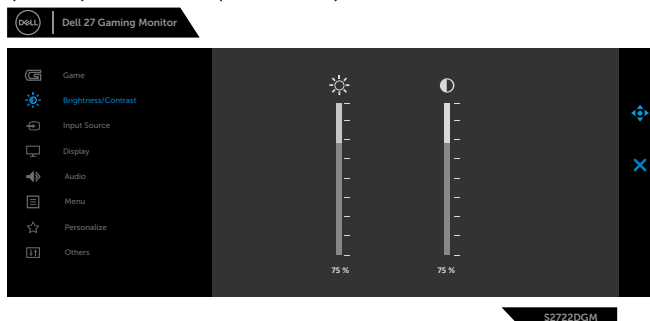 DELL
Dell 27 Gaming Monitor
Game
Brightness/Contrast
Input Source
Display
Audio
Menu
Personalize
Others
75 %
75 %
S2722DGM